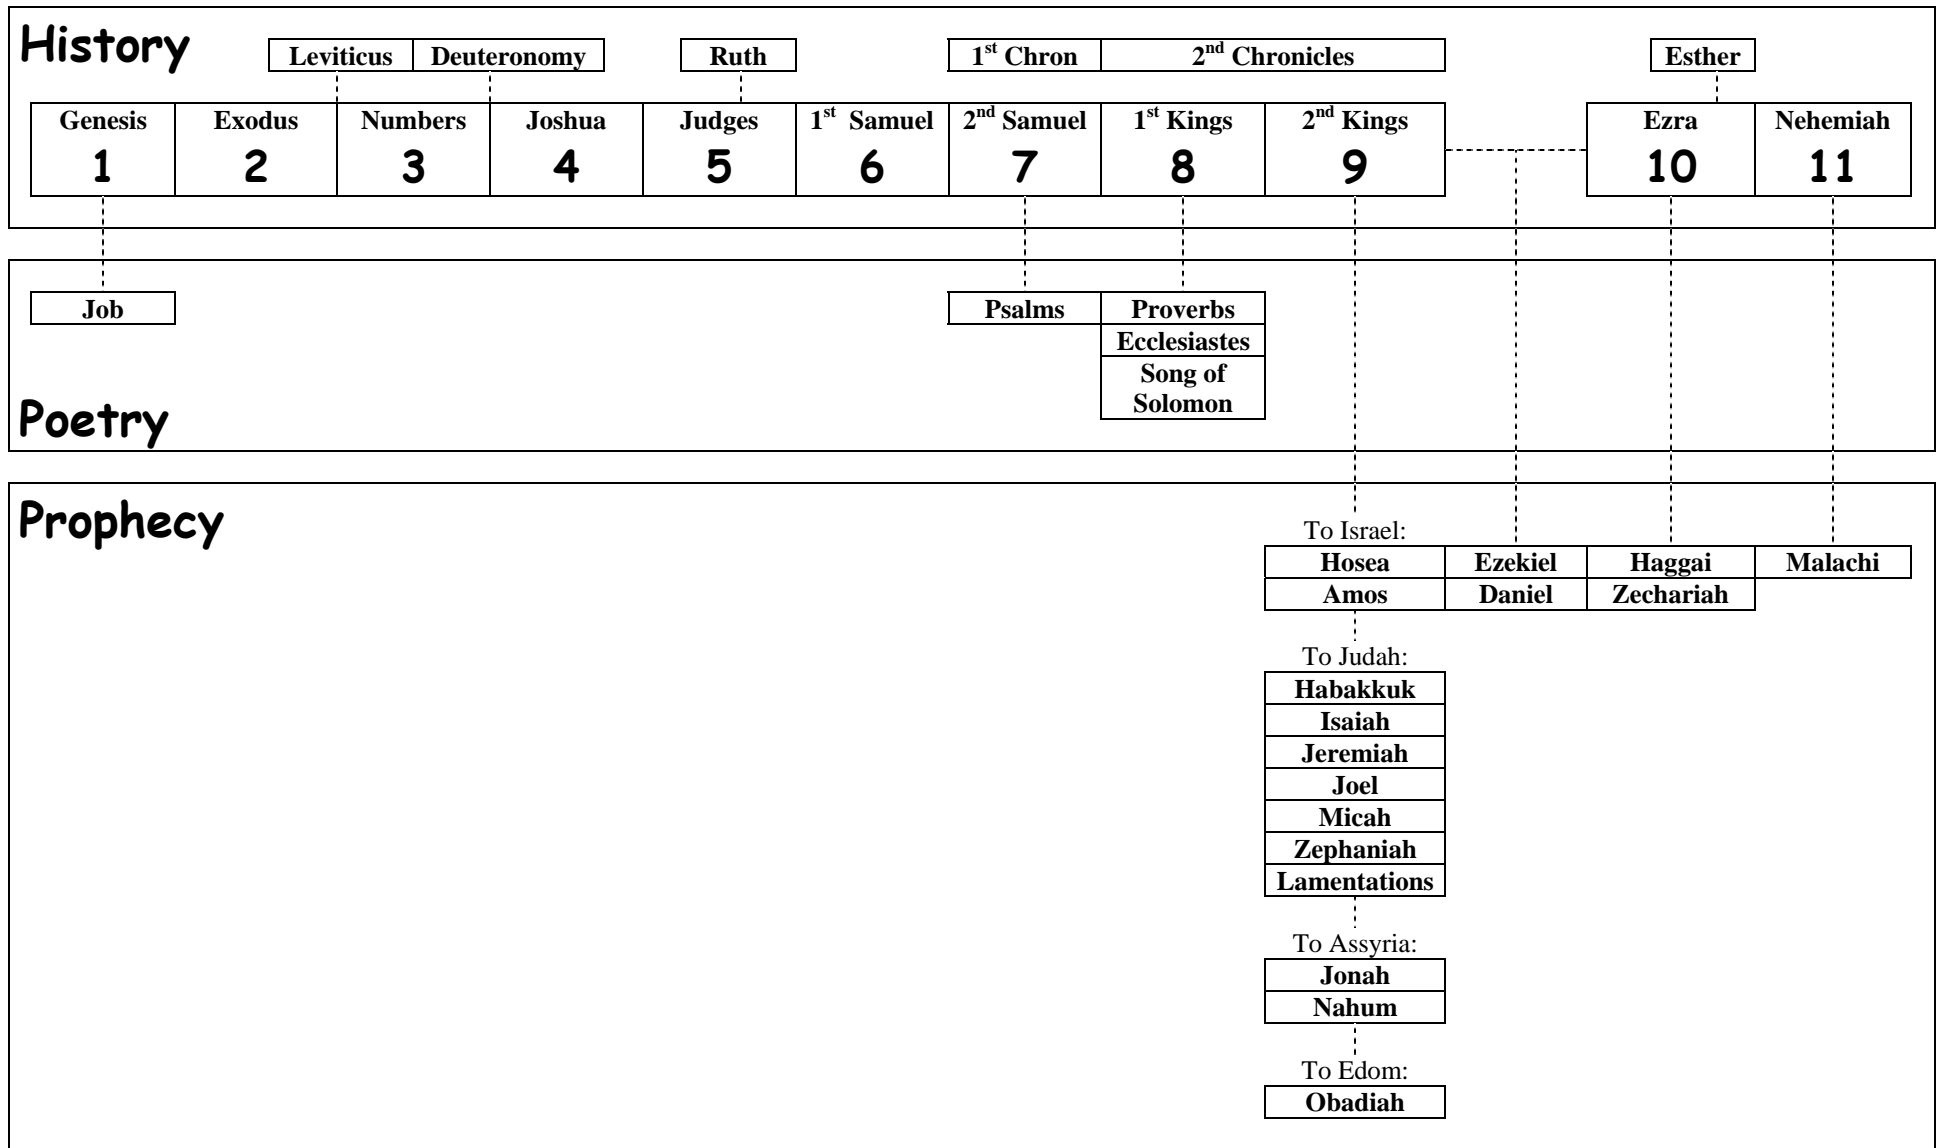 History
Leviticus Deuteronomy Ruth 1st Chron 2nd Chronicles Esther
Genesis Exodus Numbers Joshua Judges 1st Samuel 2nd Samuel 1st Kings 2nd Kings Ezra Nehemiah
1 2 3 4 5 6 7 8 9 10 11
Job Psalms Proverbs
Ecclesiastes
Song of
Solomon
Poetry
Prophecy
To Israel:
Hosea Ezekiel Haggai Malachi
Amos Daniel Zechariah
To Judah:
Habakkuk
Isaiah
Jeremiah
Joel
Micah
Zephaniah
Lamentations
To Assyria:
Jonah
Nahum
To Edom:
Obadiah